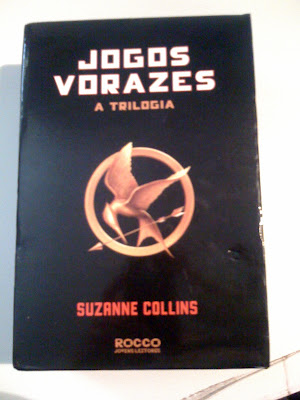 JOGOS
VORAZES
A TRILOGIA
SUZANNE COLLINS
ROCCO
JOVENS LEITORES